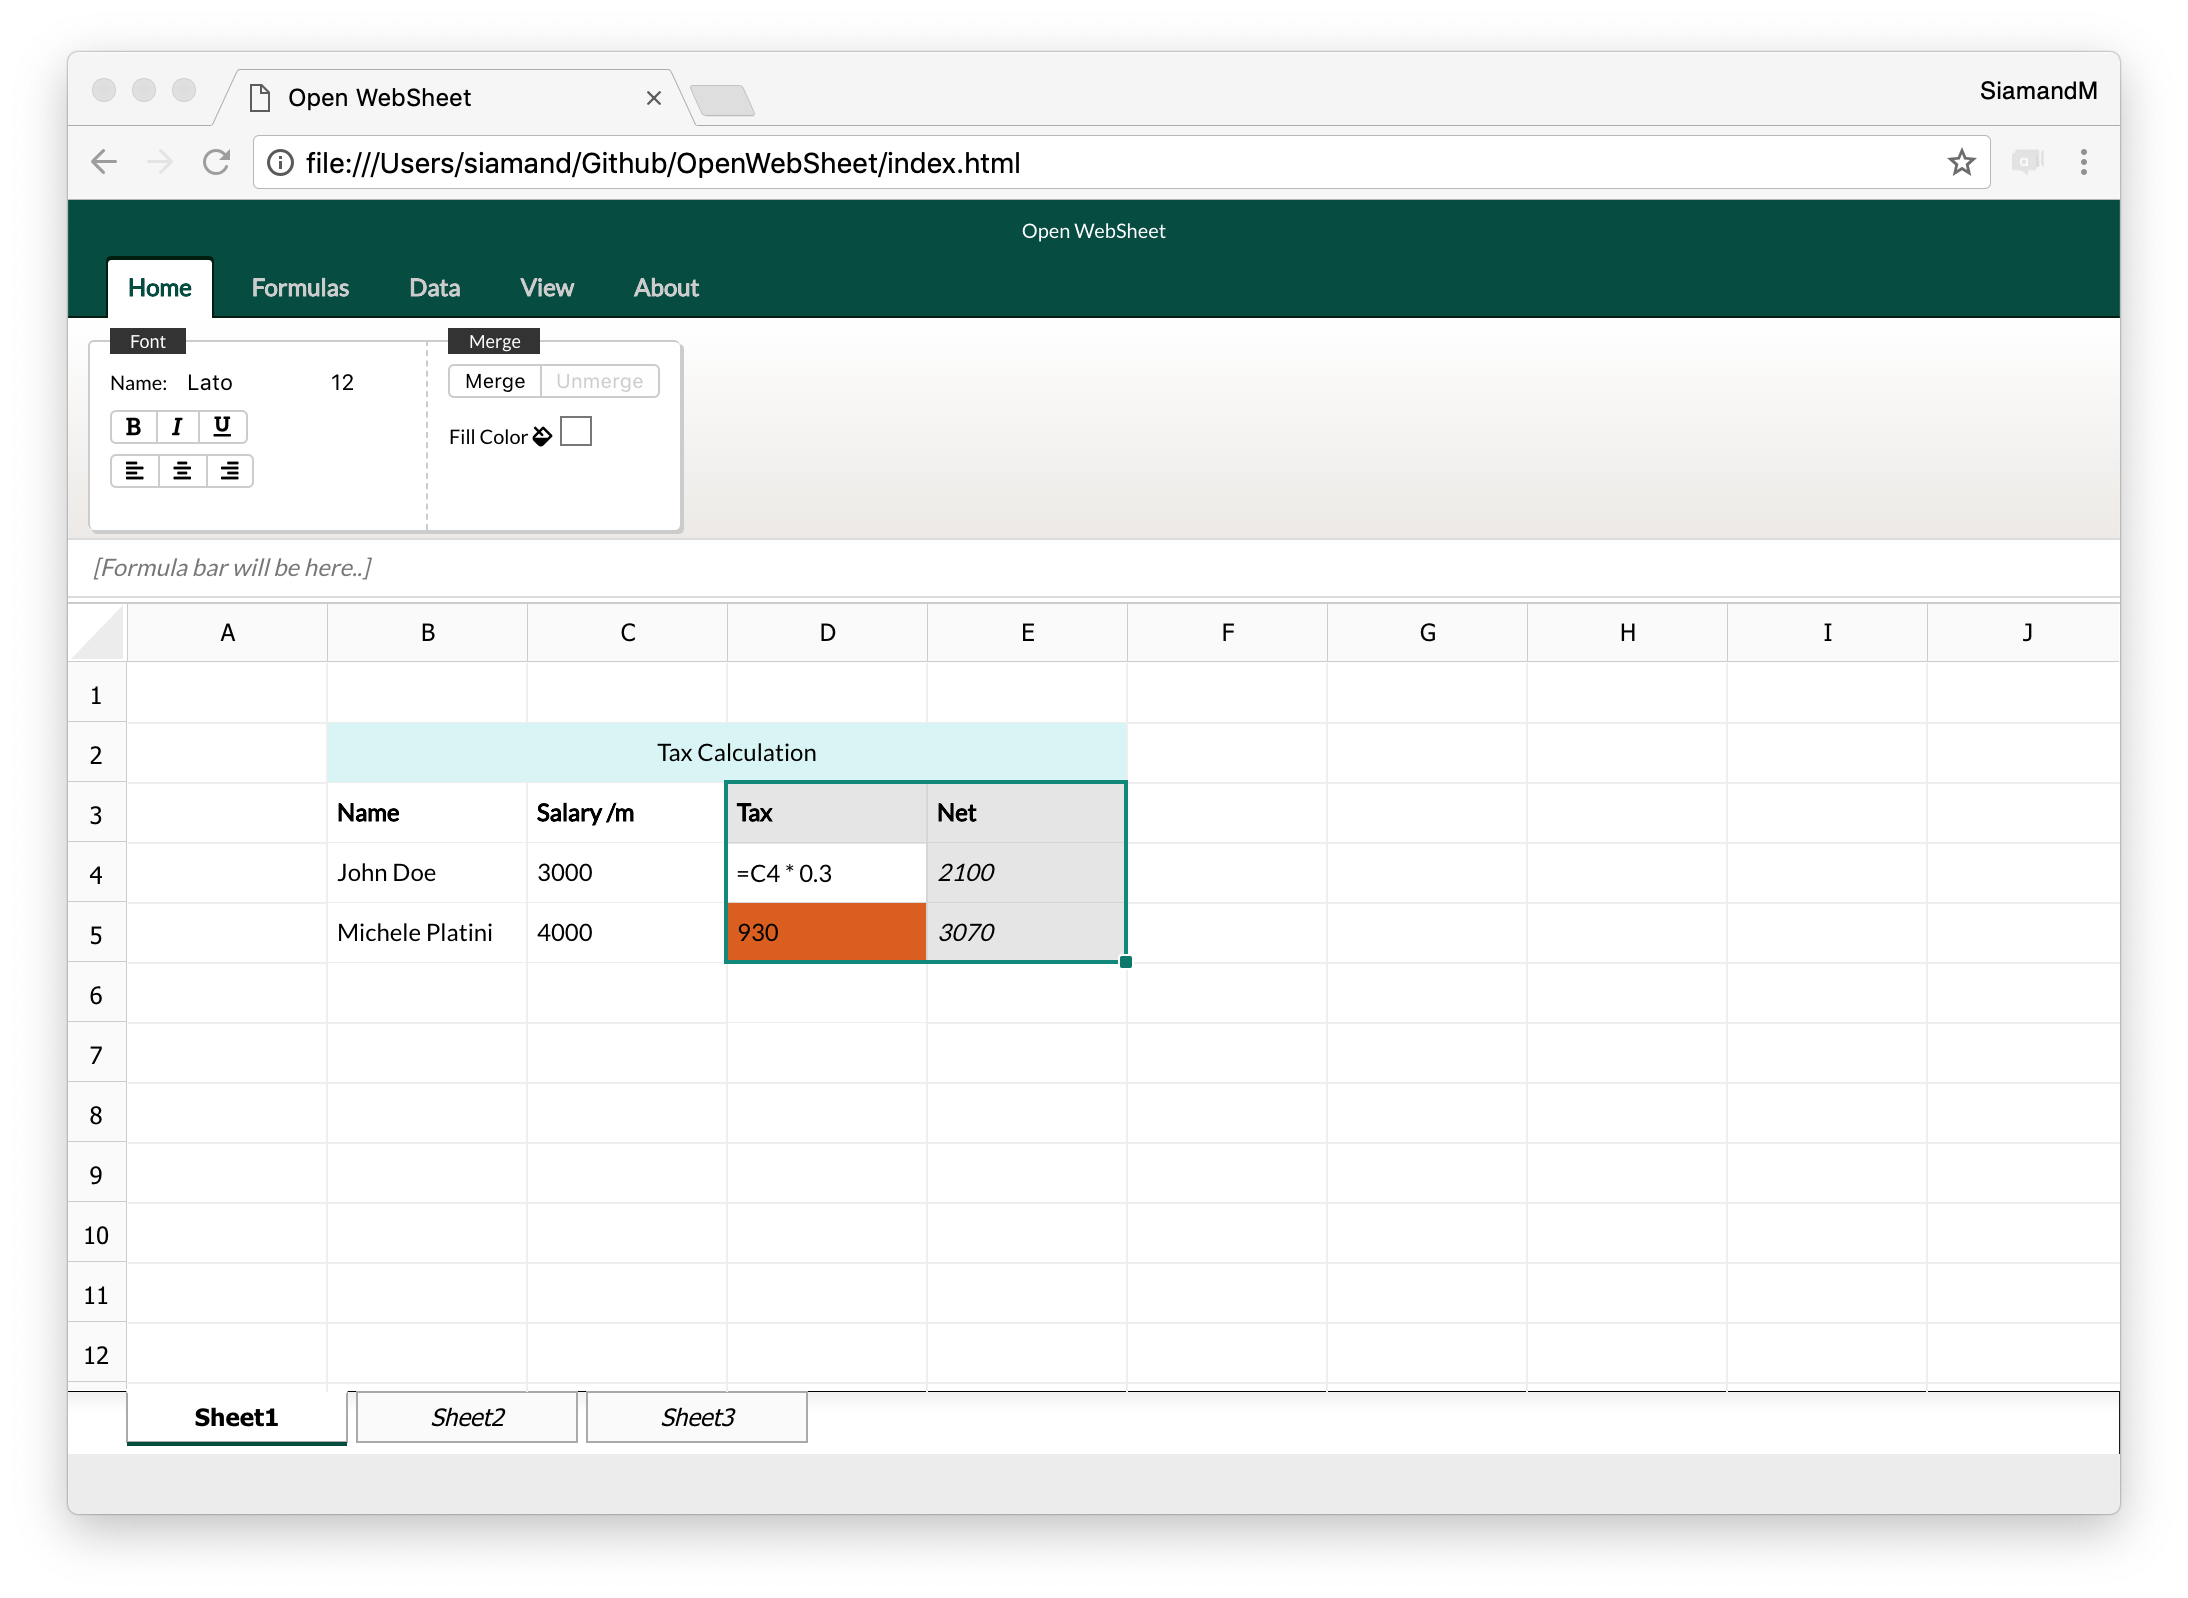 Open WebSheet
SiamandM
file:///Users/siamand/Github/OpenWebSheet/index.html
Open WebSheet
Home Formulas Data View About
Font Merge
Name: Lato 12 Merge Unmerge
B I U Fill Color
[Formula bar will be here..]
A B C D E F G H I J
1
2 Tax Calculation
3 Name Salary /m Tax Net
4 John Doe 3000 =C4 * 0.3 2100
5 Michele Platini 4000 930 3070
6
7
8
9
10
11
12
Sheet1 Sheet2 Sheet3